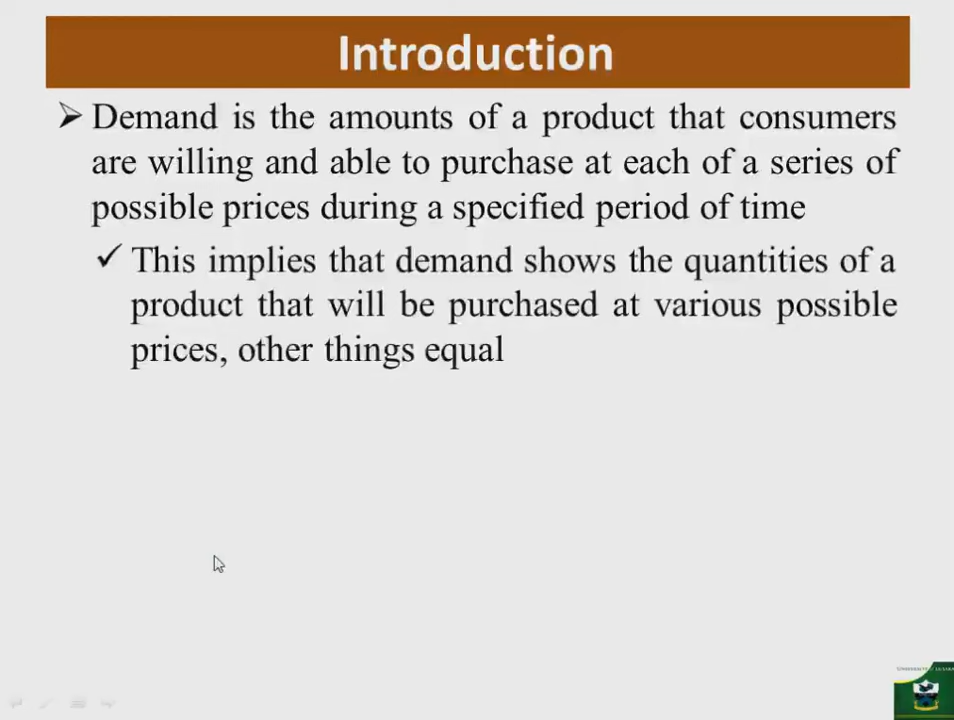 Introduction
Demand is the amounts of a product that consumers
are willing and able to purchase at each of a series of
possible prices during a specified period of time
This implies that demand shows the quantities of a
product that will be purchased at various possible
prices, other things equal